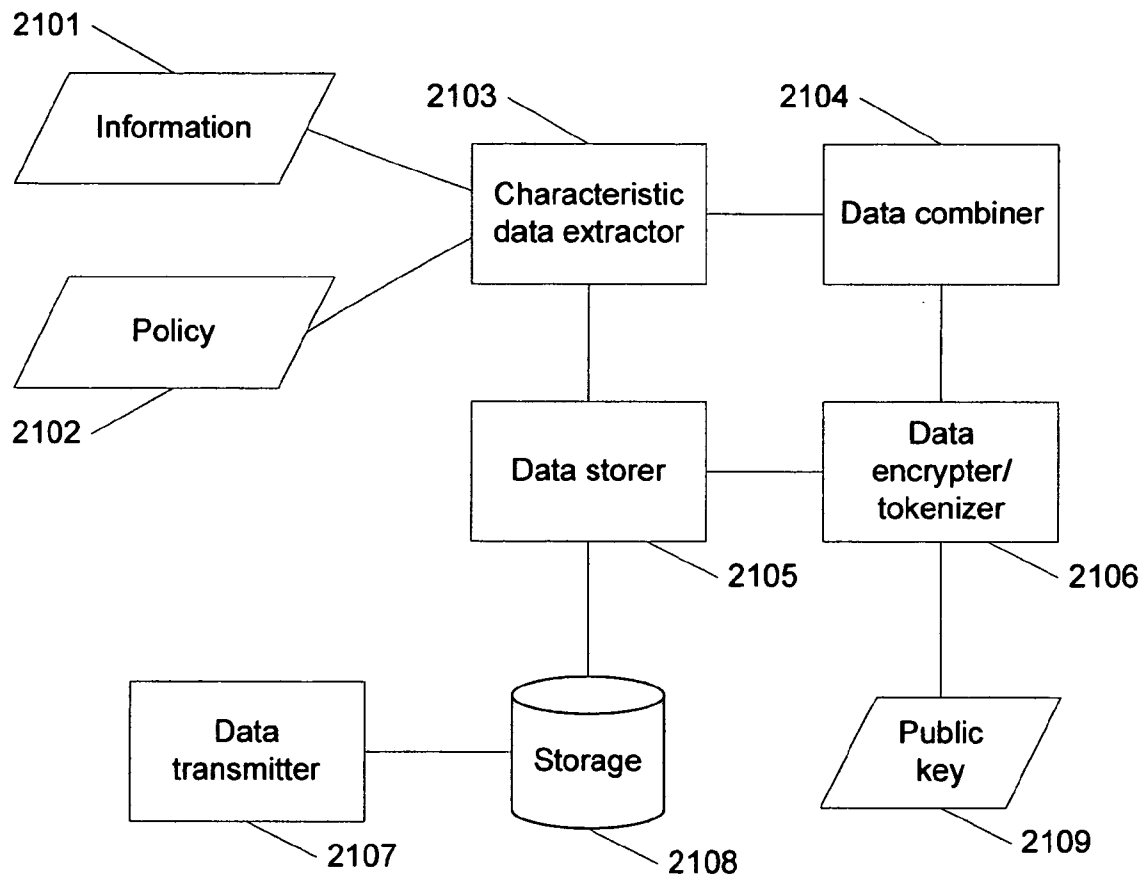 2101
Information
2103
2104
Characteristic
data extractor
Data combiner
Policy
2102
Data storer
Data
encrypter/
tokenizer
2105
2106
Data
transmitter
Storage
Public
key
2107
2108
2109